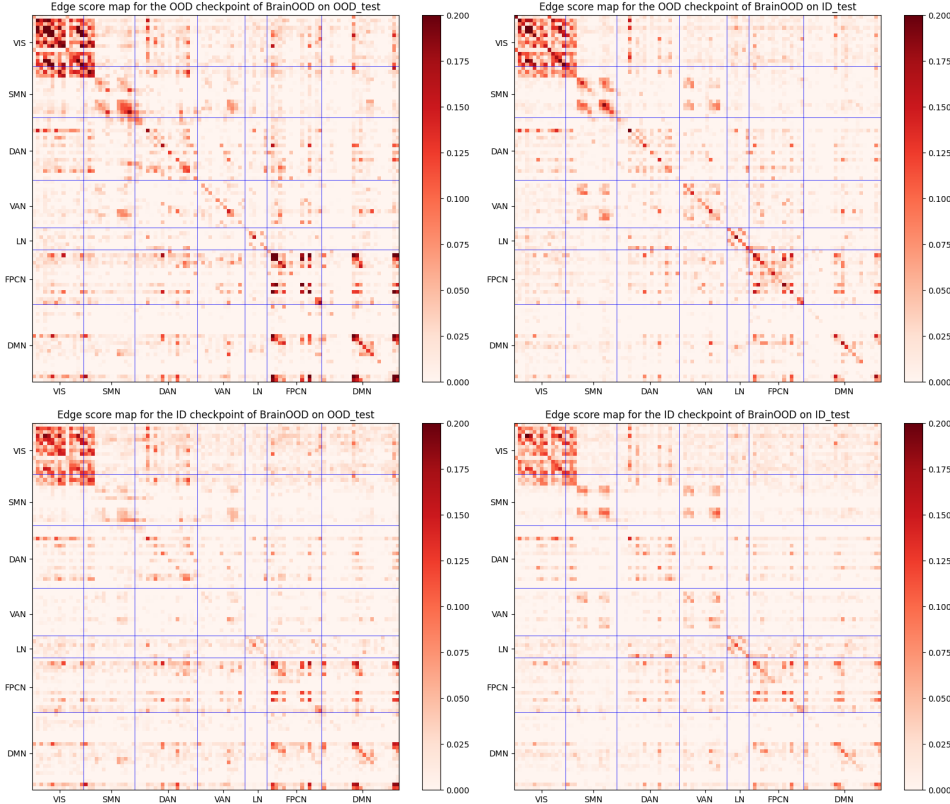 Edge score map for the OOD checkpoint of BrainOOD on OOD_test
VIS
SMN
DAN
VAN
LN
FPCN
DMN
VIS SMN DAN VAN LN FPCN DMN
0.200
0.175
0.150
0.125
0.100
0.075
0.050
0.025
0.000
Edge score map for the OOD checkpoint of BrainOOD on ID_test
VIS
SMN
DAN
VAN
LN
FPCN
DMN
VIS SMN DAN VAN LN FPCN DMN
0.200
0.175
0.150
0.125
0.100
0.075
0.050
0.025
0.000
Edge score map for the ID checkpoint of BrainOOD on OOD_test
VIS
SMN
DAN
VAN
LN
FPCN
DMN
VIS SMN DAN VAN LN FPCN DMN
0.200
0.175
0.150
0.125
0.100
0.075
0.050
0.025
0.000
Edge score map for the ID checkpoint of BrainOOD on ID_test
VIS
SMN
DAN
VAN
LN
FPCN
DMN
VIS SMN DAN VAN LN FPCN DMN
0.200
0.175
0.150
0.125
0.100
0.075
0.050
0.025
0.000